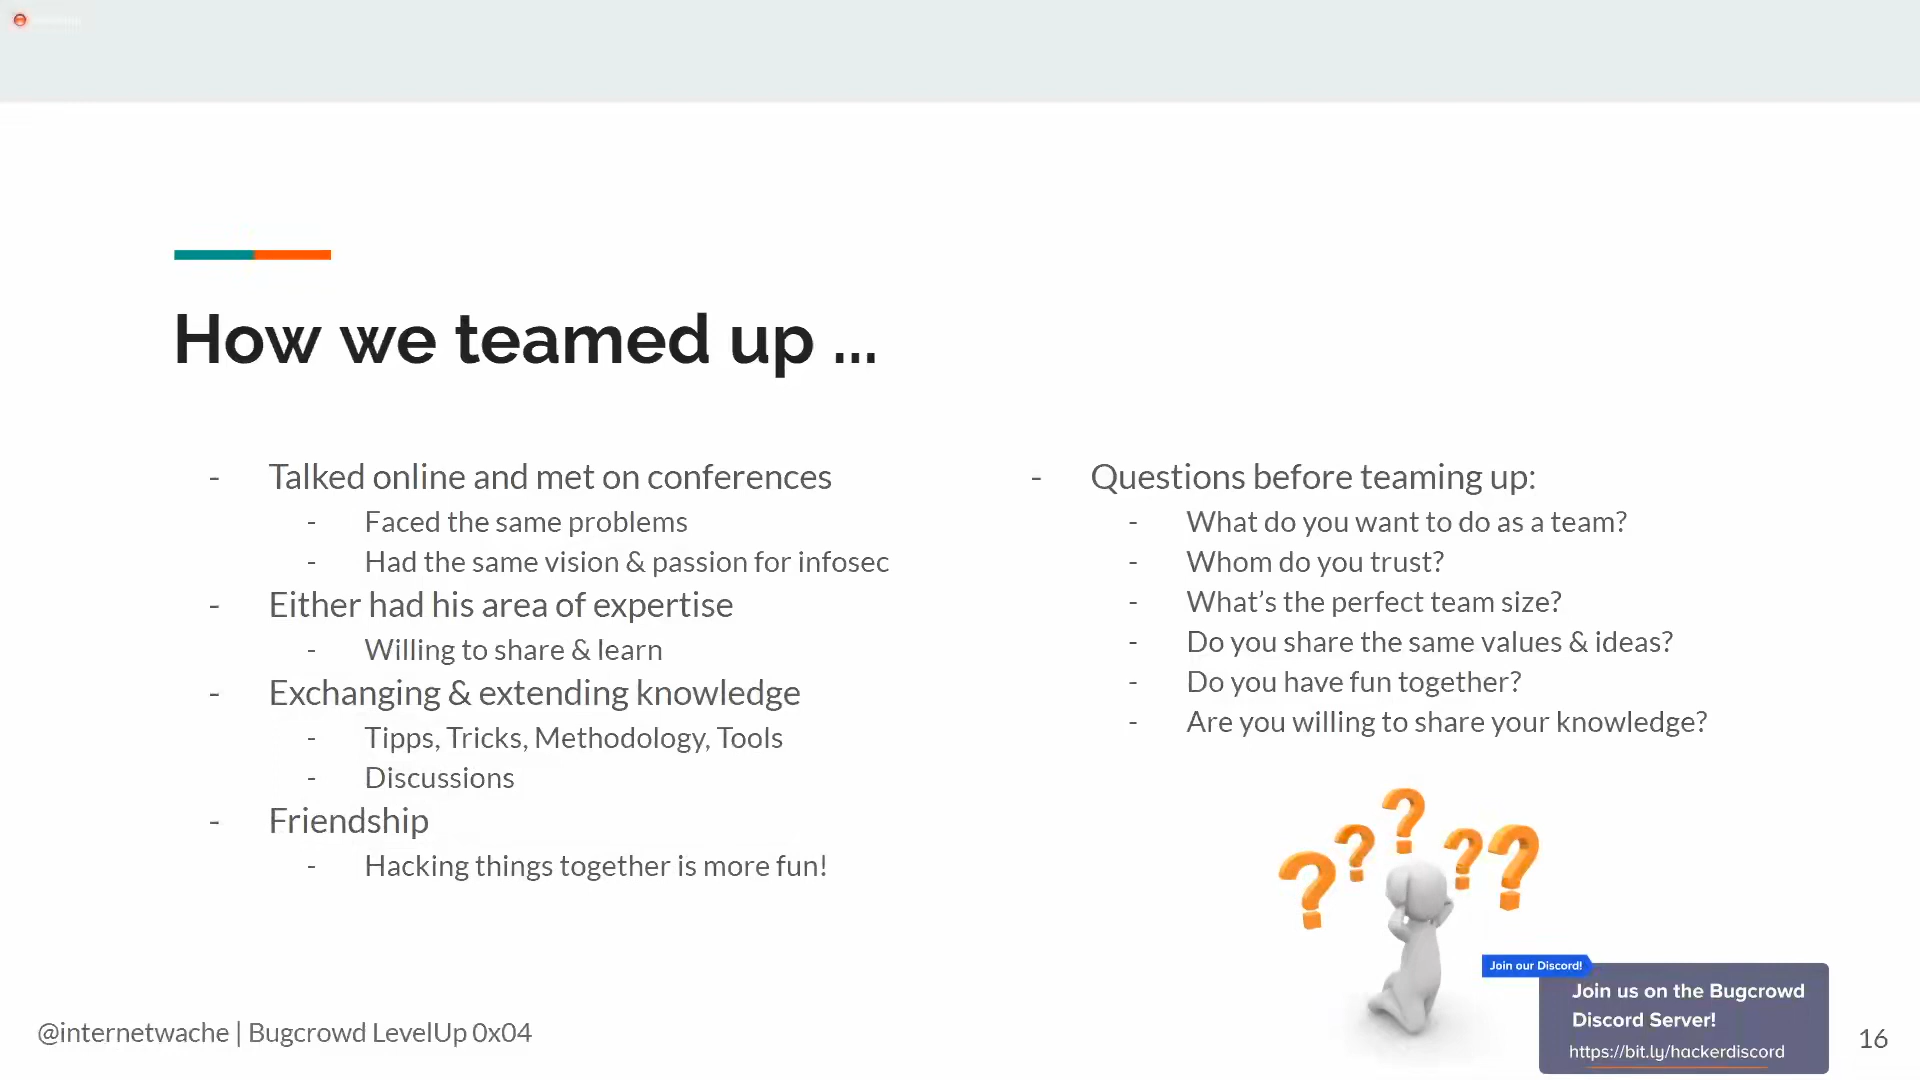 How we teamed up ...
- Talked online and met on conferences
- Faced the same problems
- Had the same vision & passion for infosec
- Either had his area of expertise
- Willing to share & learn
- Exchanging & extending knowledge
- Tipps, Tricks, Methodology, Tools
- Discussions
- Friendship
- Hacking things together is more fun!
- Questions before teaming up:
- What do you want to do as a team?
- Whom do you trust?
- What's the perfect team size?
- Do you share the same values & ideas?
- Do you have fun together?
- Are you willing to share your knowledge?
? ? ? ? ?
Join our Discord!
Join us on the Bugcrowd
Discord Server!
https://bit.ly/hackerdiscord
@internetwache | Bugcrowd LevelUp 0x04
16